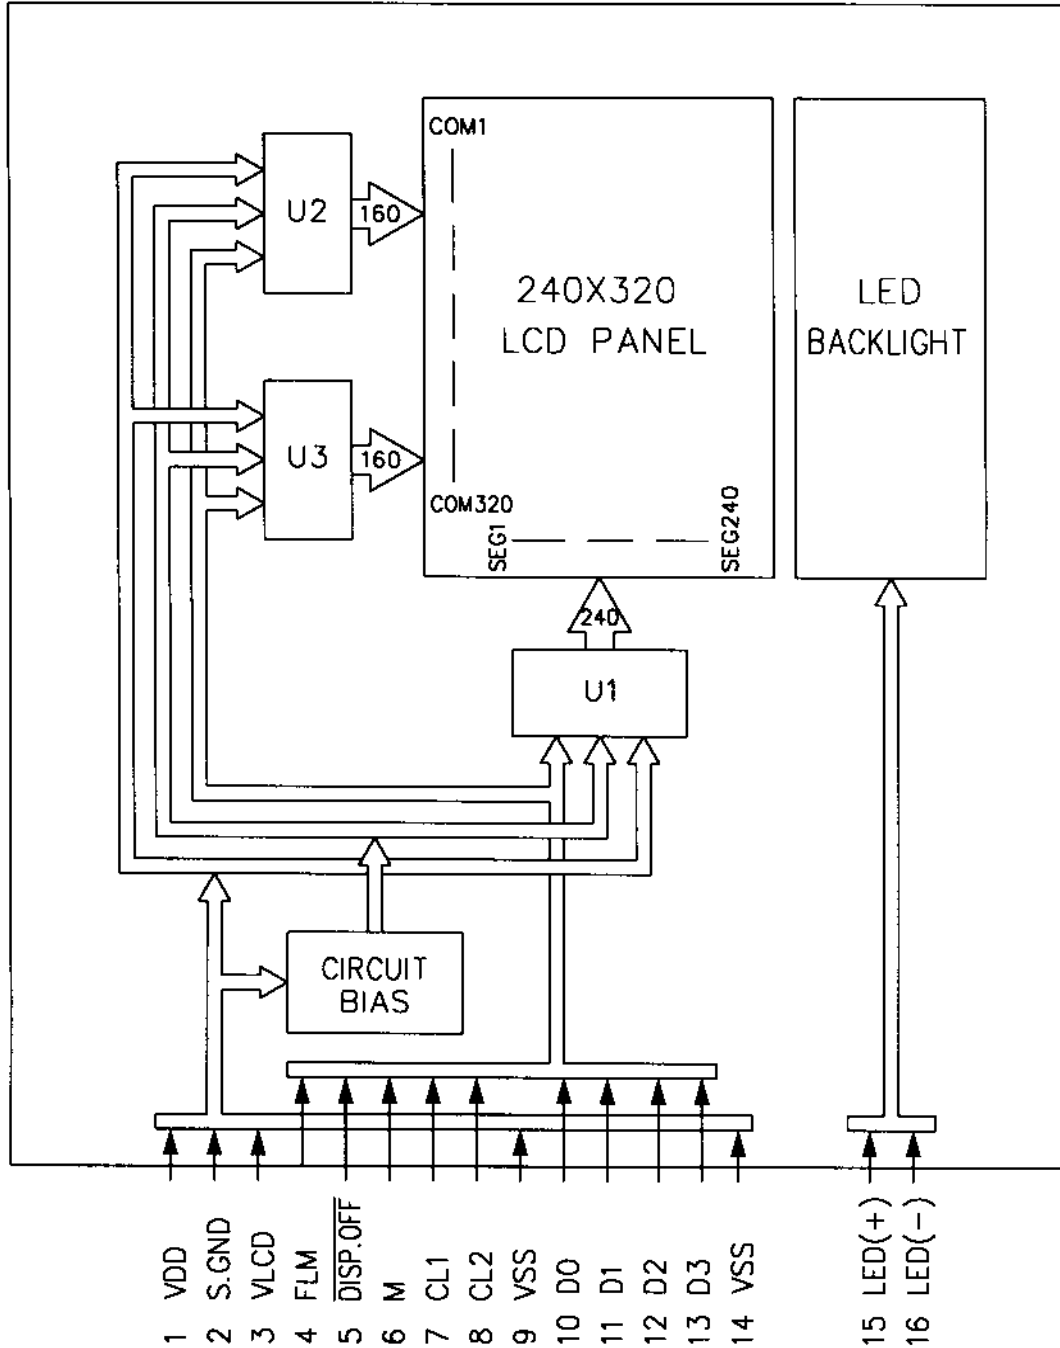 COM1
U2
160
240X320
LCD PANEL
LED
BACKLIGHT
U3
160
COM320
SEG1
SEG240
240
U1
CIRCUIT
BIAS
1 VDD
2 S.GND
3 VLCD
4 FLM
5 DISP.OFF
6 M
7 CL1
8 CL2
9 VSS
10 D0
11 D1
12 D2
13 D3
14 VSS
15 LED(+)
16 LED(-)